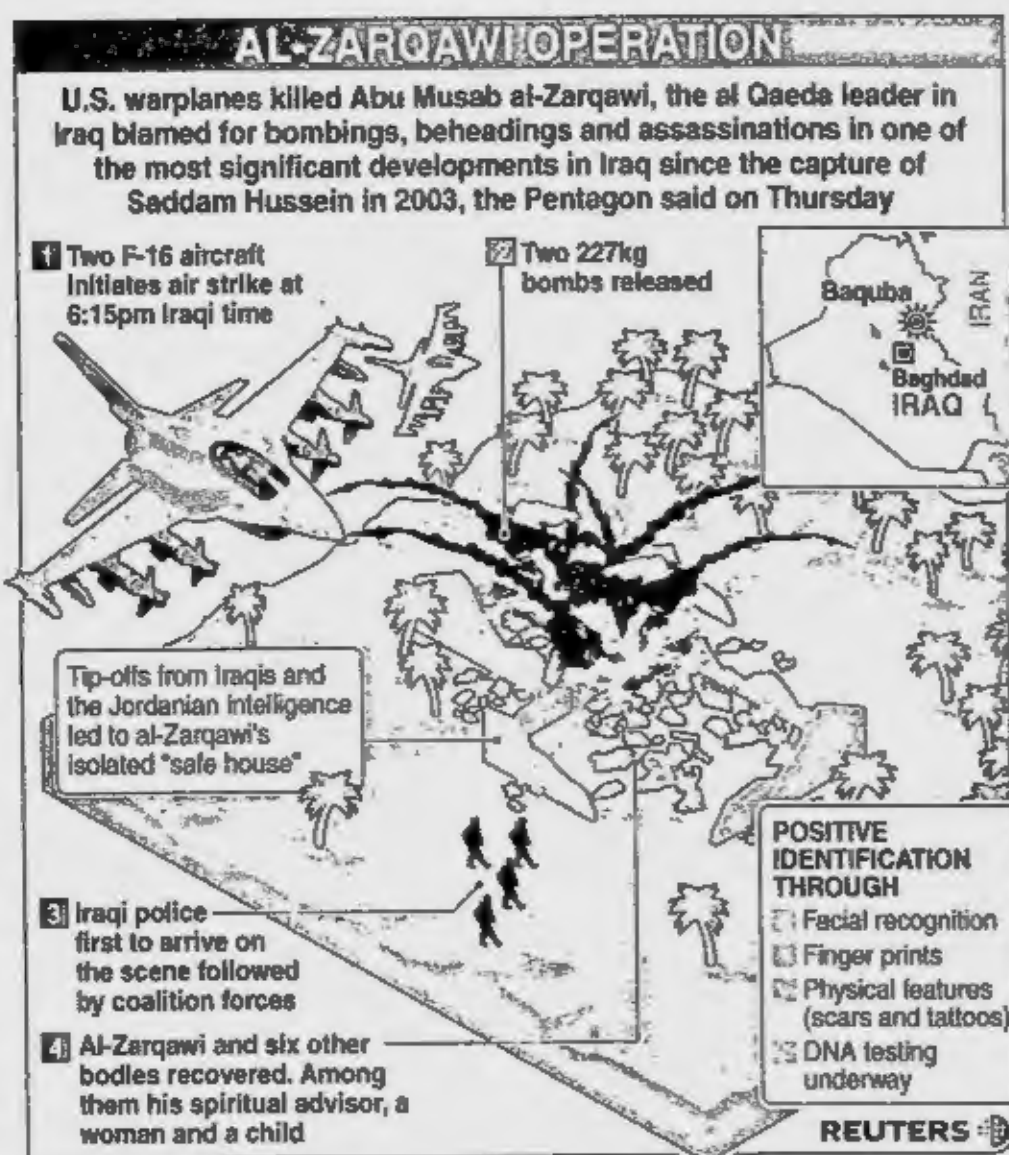 AL-ZARQAWI OPERATION
U.S. warplanes killed Abu Musab al-Zarqawi, the al Qaeda leader in
Iraq blamed for bombings, beheadings and assassinations in one of
the most significant developments in Iraq since the capture of
Saddam Hussein in 2003, the Pentagon said on Thursday
1 Two F-16 aircraft
initiates air strike at
6:15pm Iraqi time
2 Two 227kg
bombs released
Baquba
IRAN
Baghdad
IRAQ
Tip-offs from Iraqis and
the Jordanian intelligence
led to al-Zarqawi's
isolated "safe house"
3 Iraqi police
first to arrive on
the scene followed
by coalition forces
4 Al-Zarqawi and six other
bodies recovered. Among
them his spiritual advisor, a
woman and a child
POSITIVE
IDENTIFICATION
THROUGH
Facial recognition
Finger prints
Physical features
(scars and tattoos)
DNA testing
underway
REUTERS